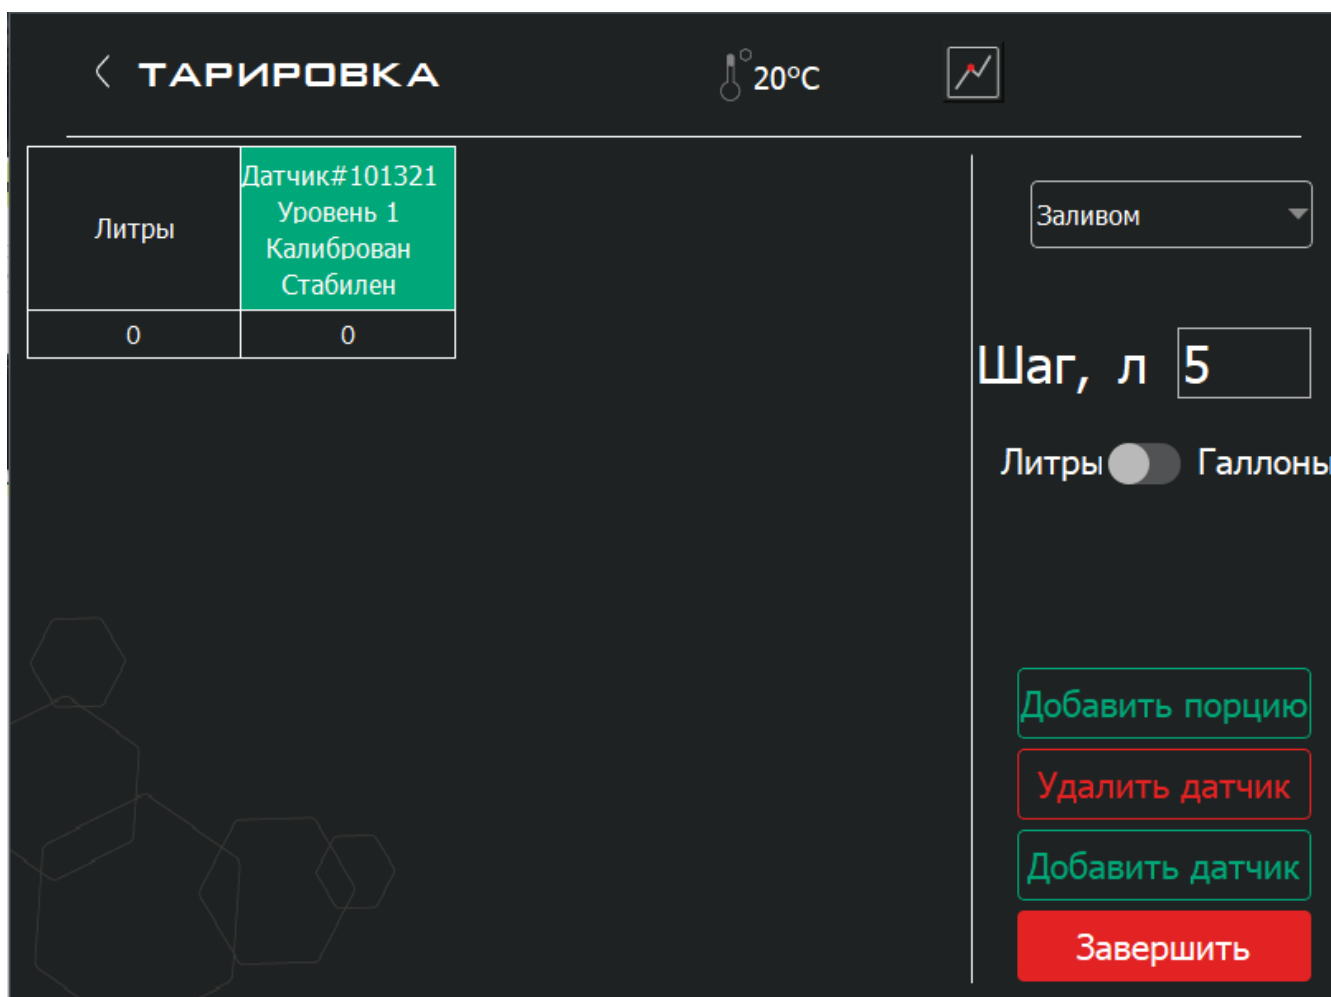 ТАРИРОВКА
20°C
Литры
Датчик#101321
Уровень 1
Калиброван
Стабилен
0
0
Заливом
Шаг, л
5
Литры
Галлоны
Добавить порцию
Удалить датчик
Добавить датчик
Завершить